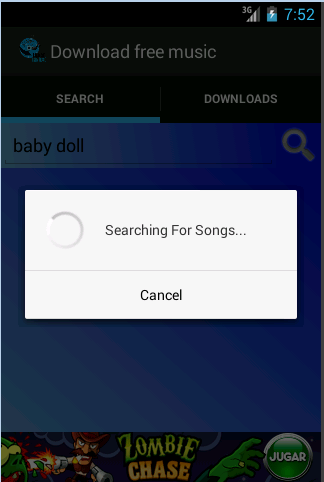 3G 7:52
Download free music
SEARCH DOWNLOADS
baby doll
Searching For Songs...
Cancel
ZOMBIE
CHASE
JUGAR